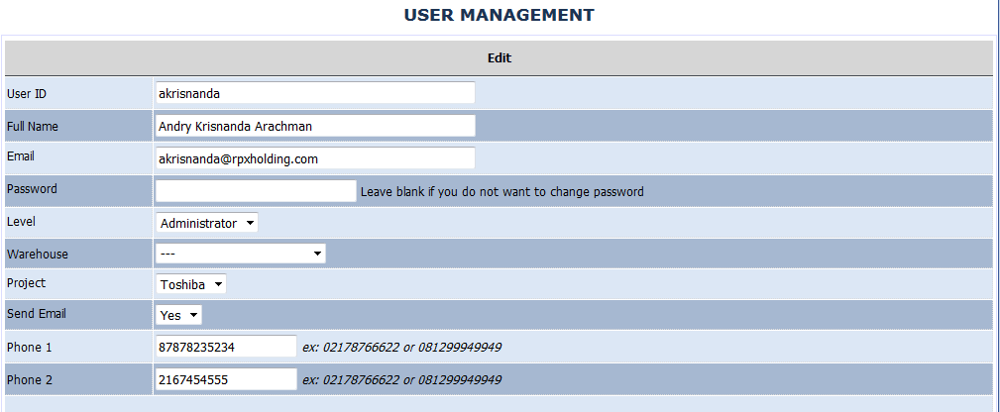 USER MANAGEMENT
Edit
User ID akrisnanda
Full Name Andry Krisnanda Arachman
Email akrisnanda@rpxholding.com
Password Leave blank if you do not want to change password
Level Administrator
Warehouse ---
Project Toshiba
Send Email Yes
Phone 1 87878235234 ex: 02178766622 or 081299949949
Phone 2 2167454555 ex: 02178766622 or 081299949949